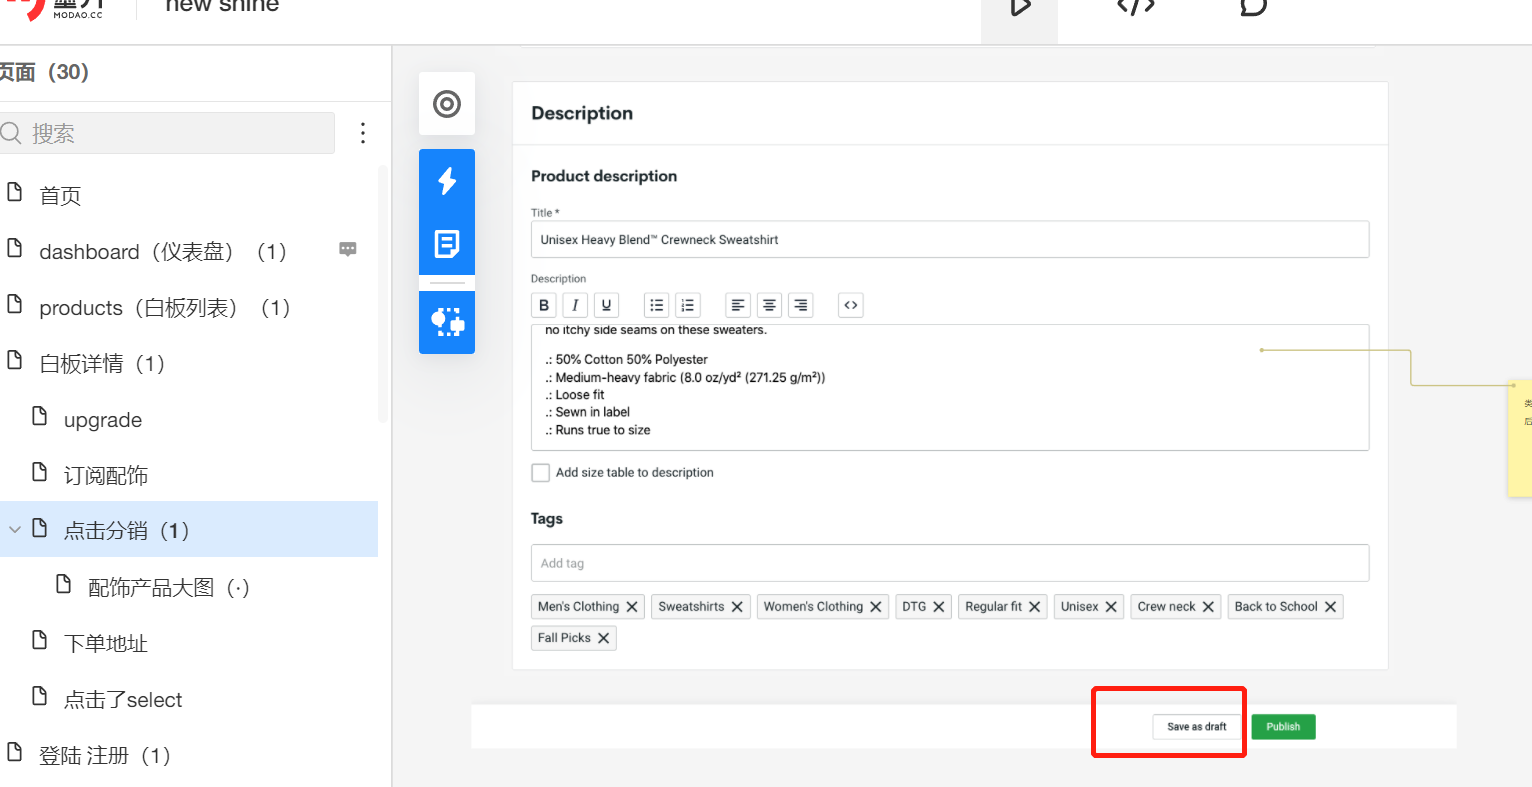 MODAO.CC
new shine
页面（30）
搜索
首页
dashboard（仪表盘）（1）
products（白板列表）（1）
白板详情（1）
upgrade
订阅配饰
点击分销（1）
配饰产品大图（·）
下单地址
点击了select
登陆 注册（1）
Description
Product description
Title *
Unisex Heavy Blend™ Crewneck Sweatshirt
Description
B I U
no itchy side seams on these sweaters.
.: 50% Cotton 50% Polyester
.: Medium-heavy fabric (8.0 oz/yd² (271.25 g/m²))
.: Loose fit
.: Sewn in label
.: Runs true to size
Add size table to description
Tags
Add tag
Men's Clothing Sweatshirts Women's Clothing DTG Regular fit Unisex Crew neck Back to School
Fall Picks
Save as draft Publish
类
后